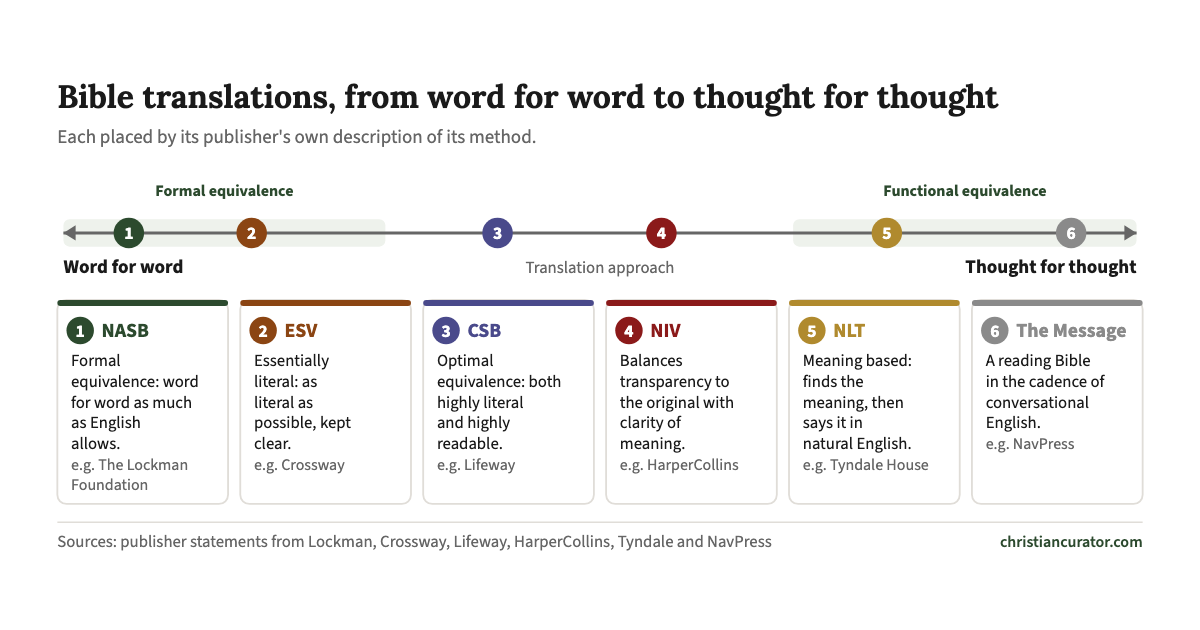 Bible translations, from word for word to thought for thought
Each placed by its publisher's own description of its method.
Formal equivalence
Functional equivalence
1
2
3
4
5
6
Word for word
Translation approach
Thought for thought
1 NASB
Formal
equivalence: word
for word as much
as English
allows.
e.g. The Lockman
Foundation
2 ESV
Essentially
literal: as
literal as
possible, kept
clear.
e.g. Crossway
3 CSB
Optimal
equivalence: both
highly literal
and highly
readable.
e.g. Lifeway
4 NIV
Balances
transparency to
the original with
clarity of
meaning.
e.g. HarperCollins
5 NLT
Meaning based:
finds the
meaning, then
says it in
natural English.
e.g. Tyndale House
6 The Message
A reading Bible
in the cadence of
conversational
English.
e.g. NavPress
Sources: publisher statements from Lockman, Crossway, Lifeway, HarperCollins, Tyndale and NavPress
christiancurator.com